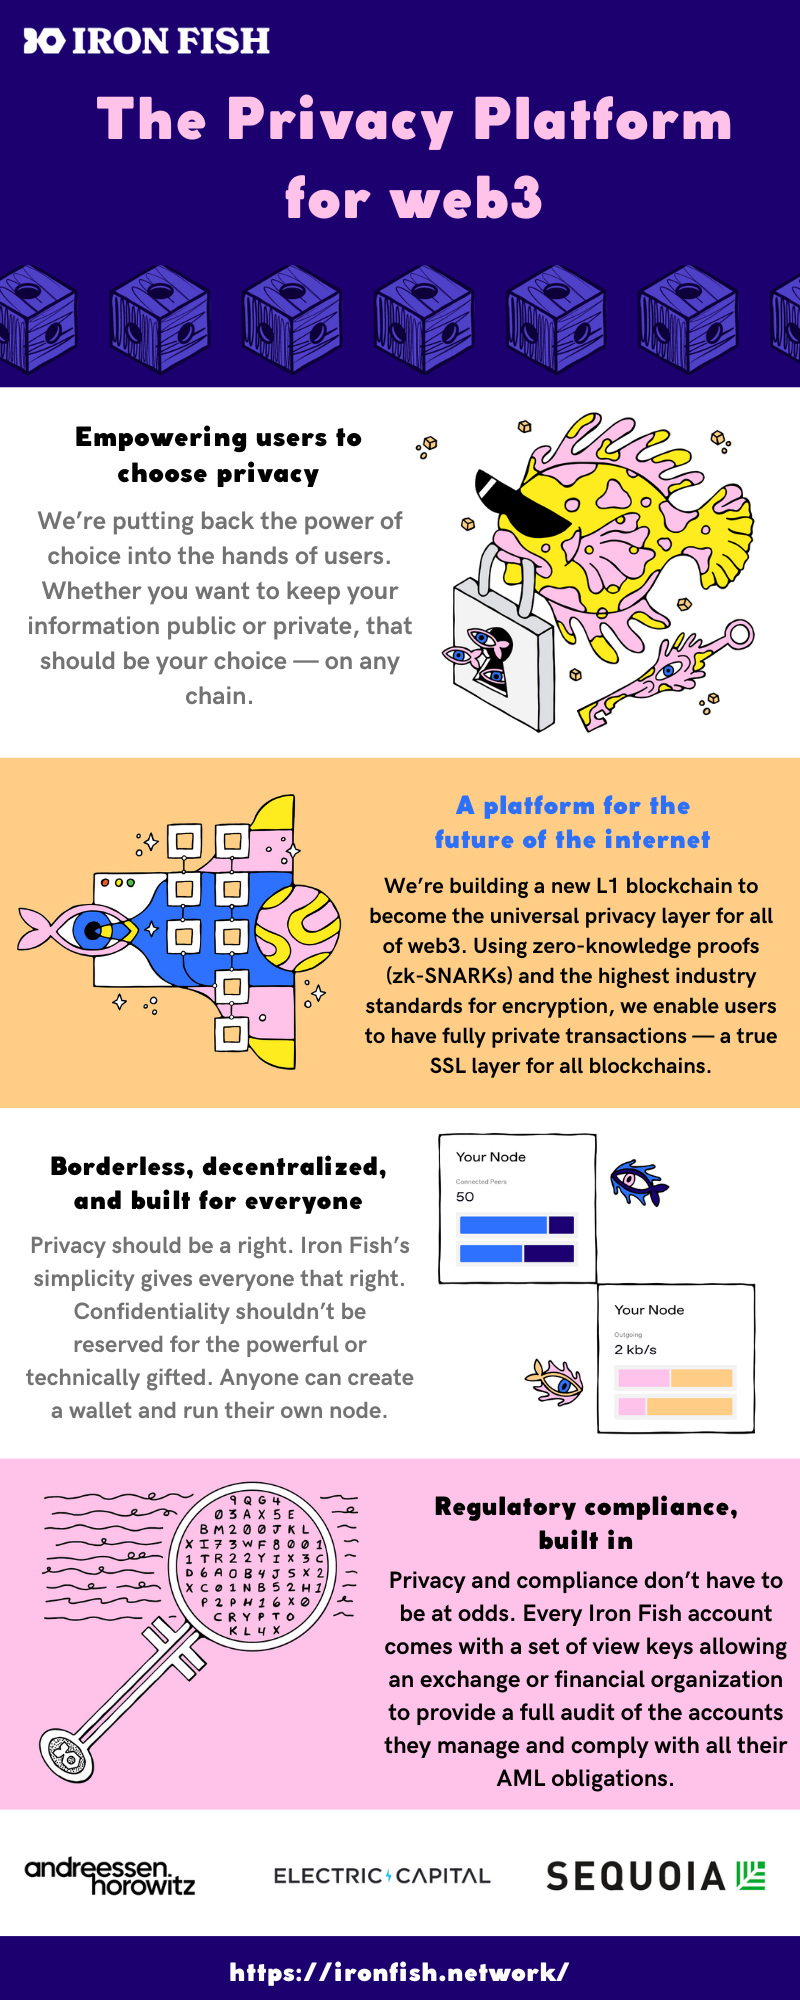 IRON FISH
The Privacy Platform
for web3
Empowering users to
choose privacy
We're putting back the power of
choice into the hands of users.
Whether you want to keep your
information public or private, that
should be your choice — on any
chain.
A platform for the
future of the internet
We're building a new L1 blockchain to
become the universal privacy layer for all
of web3. Using zero-knowledge proofs
(zk-SNARKs) and the highest industry
standards for encryption, we enable users
to have fully private transactions — a true
SSL layer for all blockchains.
Borderless, decentralized,
and built for everyone
Privacy should be a right. Iron Fish's
simplicity gives everyone that right.
Confidentiality shouldn't be
reserved for the powerful or
technically gifted. Anyone can create
a wallet and run their own node.
Your Node
Connected Peers
50
Your Node
Outgoing
2 kb/s
9 Q G 4
0 3 A X 5 E
B M 2 0 0 J K L
X I 7 3 W F 8 0 0 1
1 T R 2 2 Y I X 3 C
D 6 A O B 4 J 5 X 2
X C 0 1 N B 5 2 H 1
P 2 P H 1 6 X 0
C R Y P T O
K L 4 X
Regulatory compliance,
built in
Privacy and compliance don't have to
be at odds. Every Iron Fish account
comes with a set of view keys allowing
an exchange or financial organization
to provide a full audit of the accounts
they manage and comply with all their
AML obligations.
andreessen.
horowitz
ELECTRIC CAPITAL
SEQUOIA
https://ironfish.network/